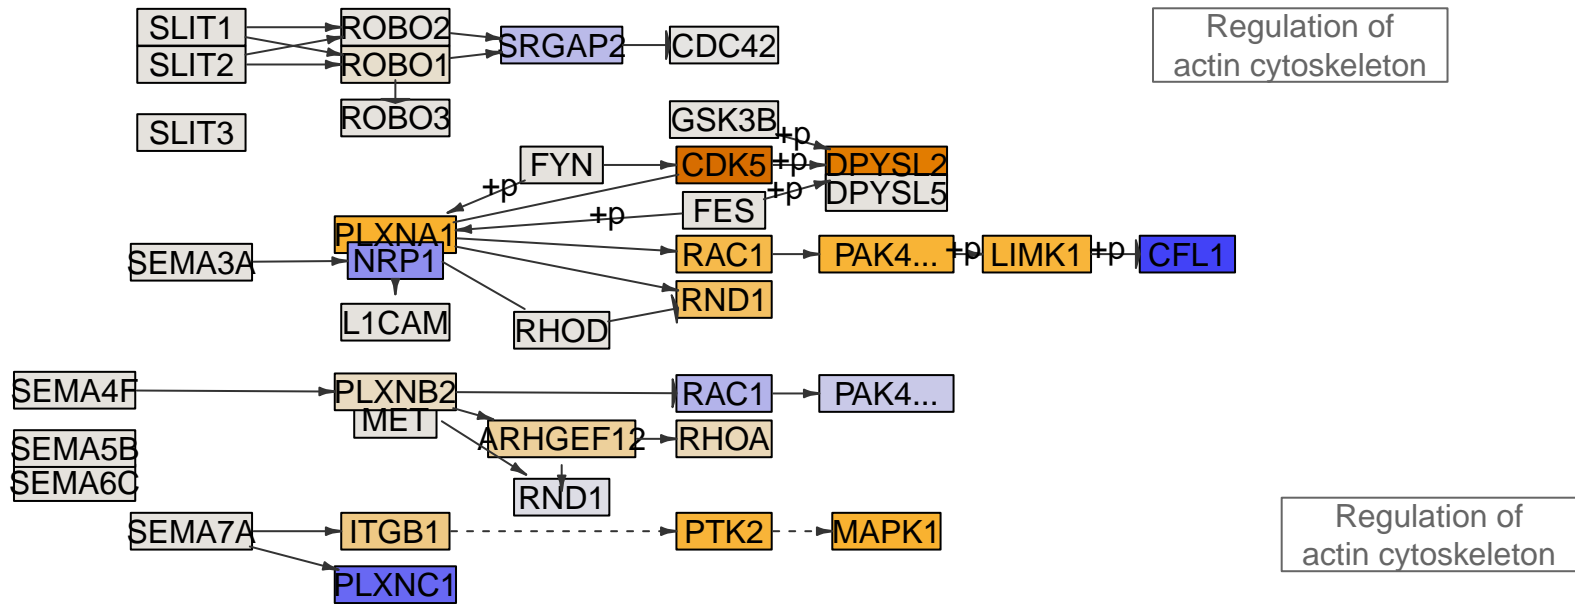 SLIT1
ROBO2
SRGAP2
CDC42
Regulation of
actin cytoskeleton
SLIT2
ROBO1
SLIT3
ROBO3
GSK3B
+p
FYN
CDK5
+p
DPYSL2
+p
FES
+p
DPYSL5
PLXNA1
+p
SEMA3A
NRP1
RAC1
PAK4...
+p
LIMK1
+p
CFL1
RND1
L1CAM
RHOD
SEMA4F
PLXNB2
RAC1
PAK4...
MET
ARHGEF12
RHOA
SEMA5B
SEMA6C
RND1
SEMA7A
ITGB1
PTK2
MAPK1
Regulation of
actin cytoskeleton
PLXNC1